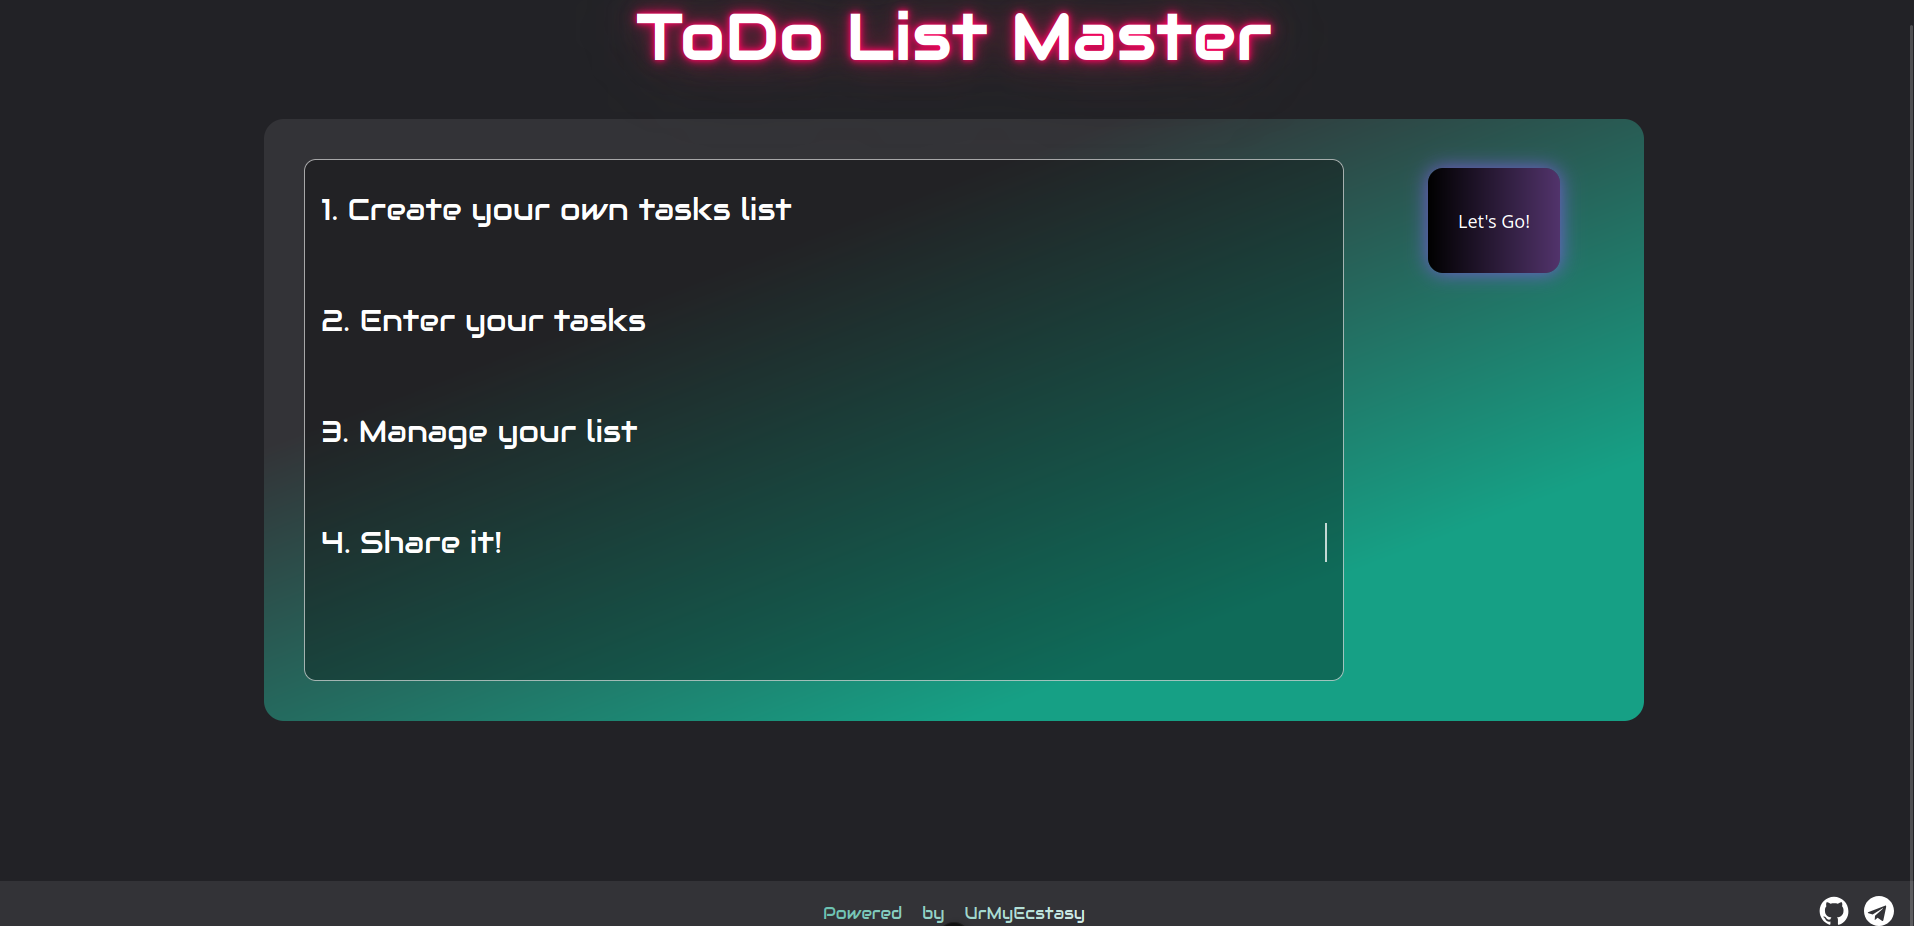 ToDo List Master
1. Create your own tasks list
Let's Go!
2. Enter your tasks
3. Manage your list
4. Share it!
Powered by UrMyEcstasy